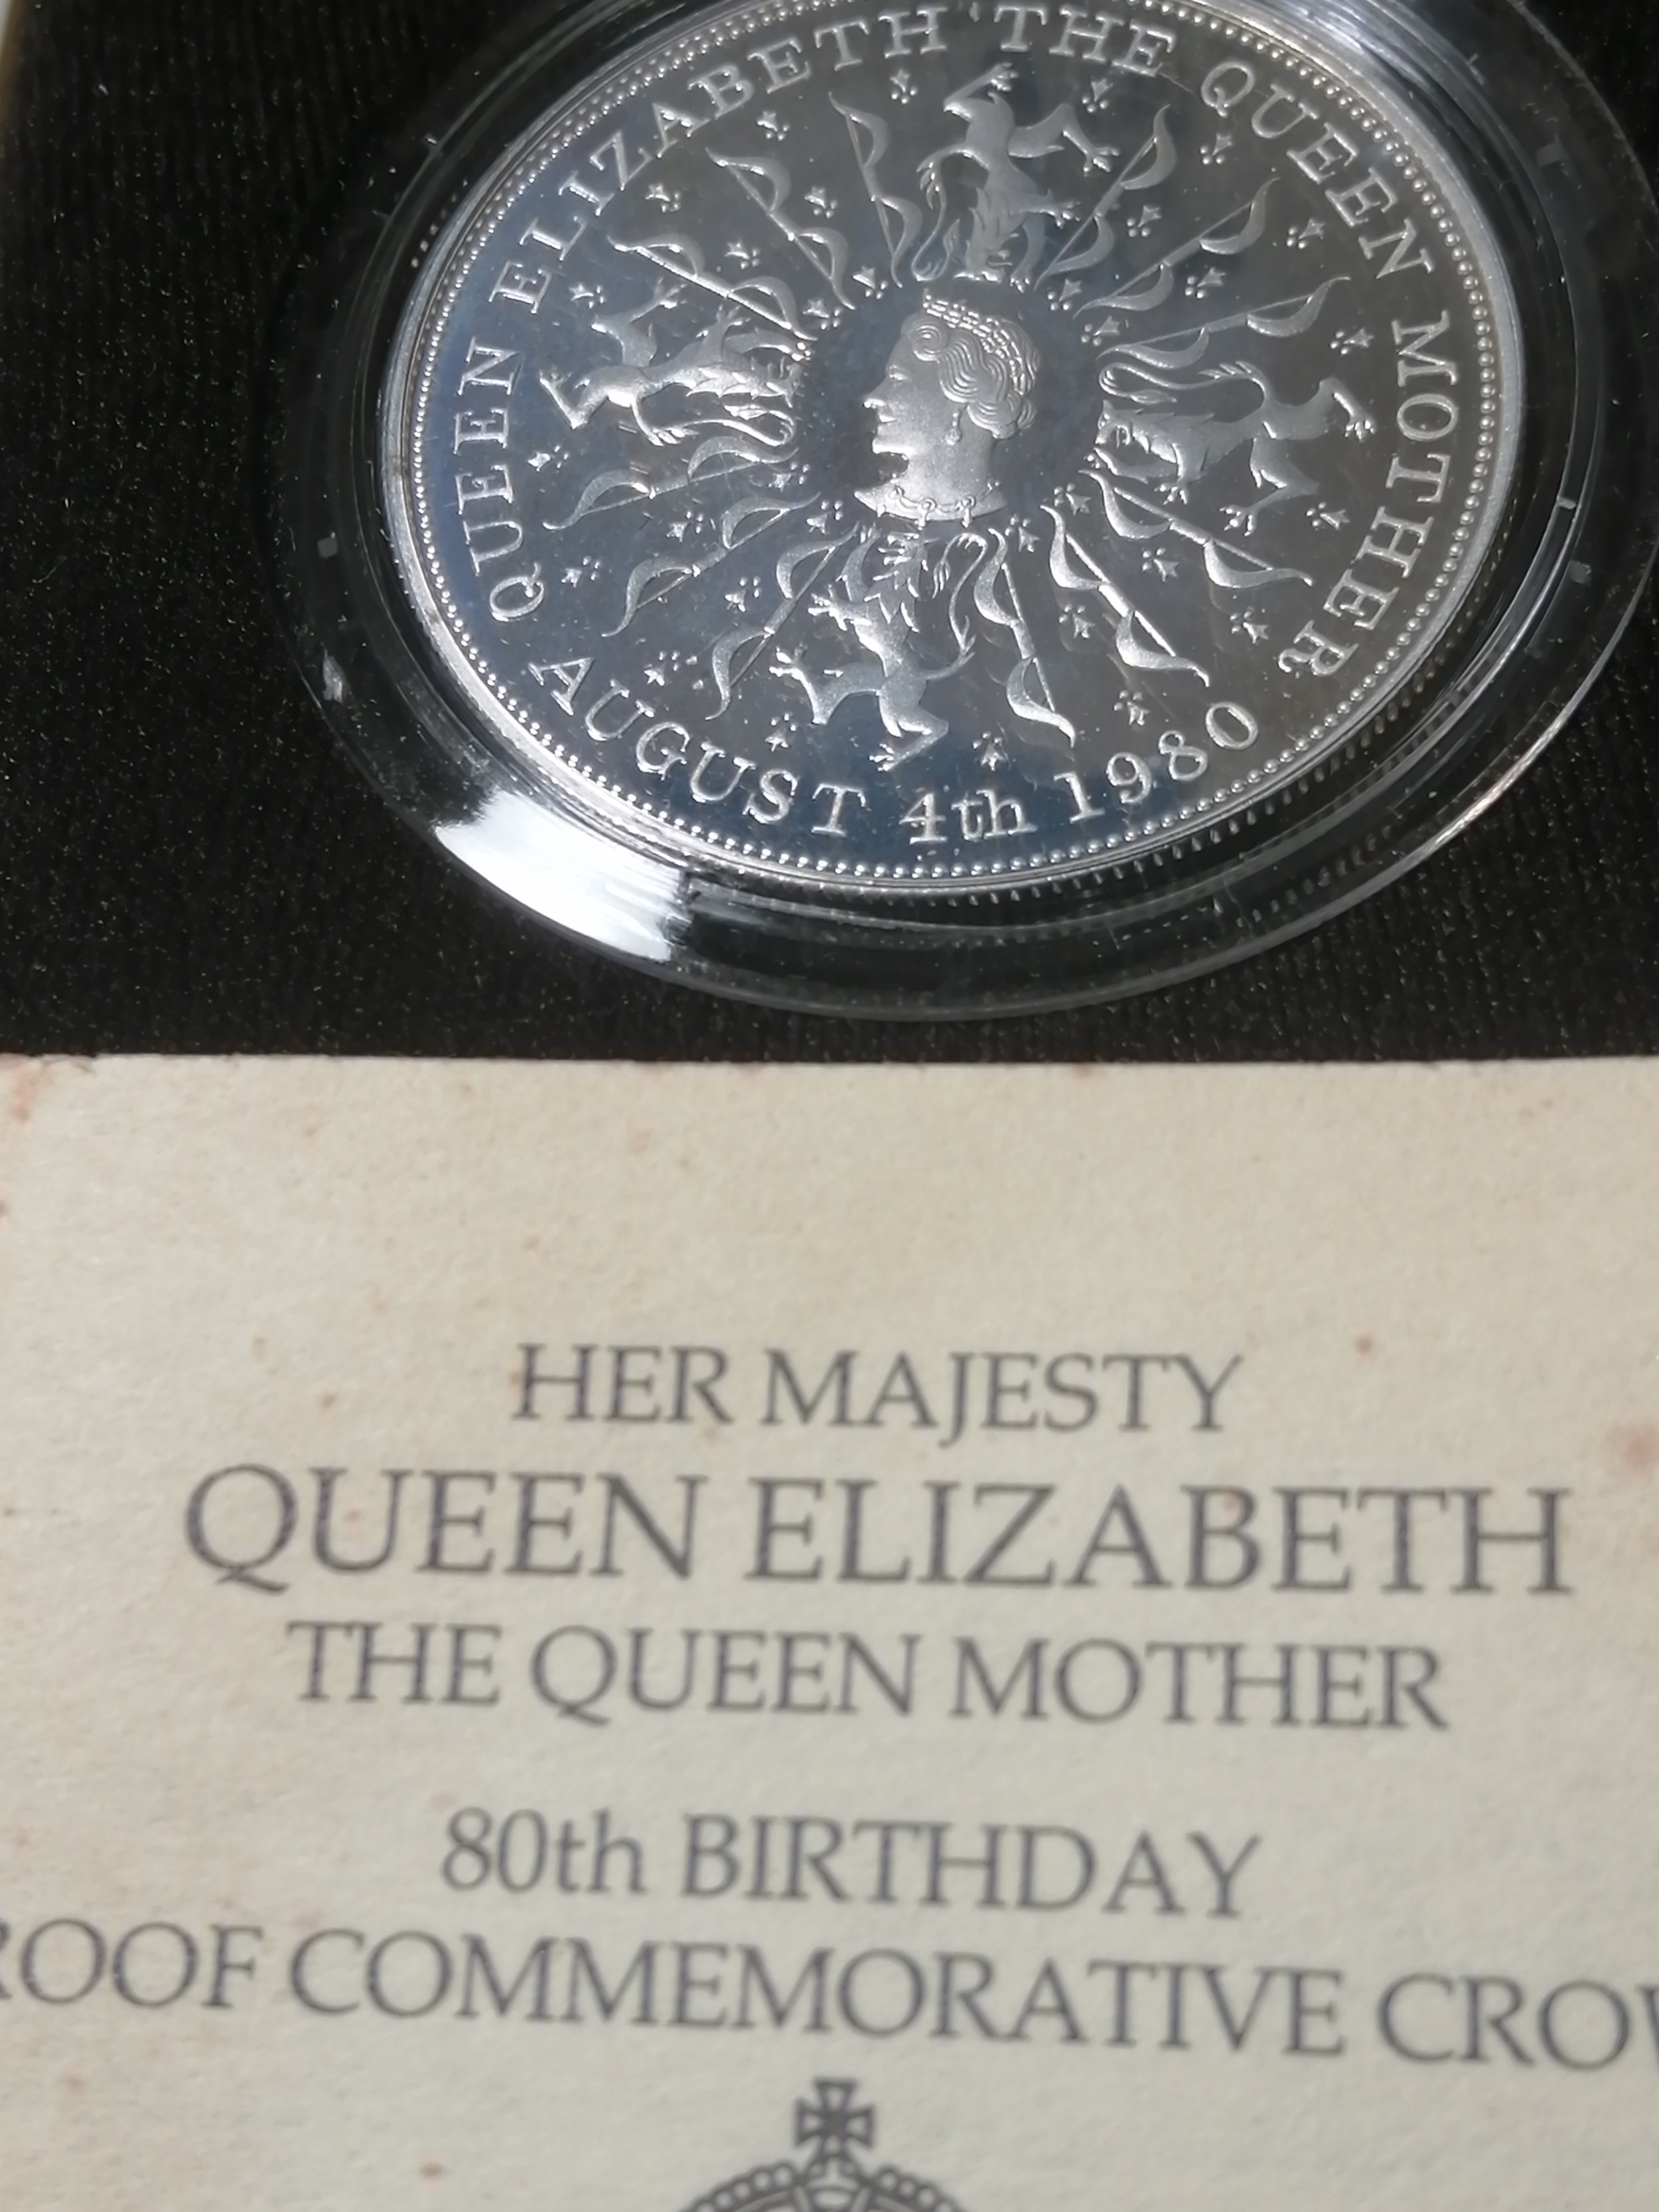 QUEEN ELIZABETH THE QUEEN MOTHER
AUGUST 4th 1980
HER MAJESTY
QUEEN ELIZABETH
THE QUEEN MOTHER
80th BIRTHDAY
ROOF COMMEMORATIVE CROW